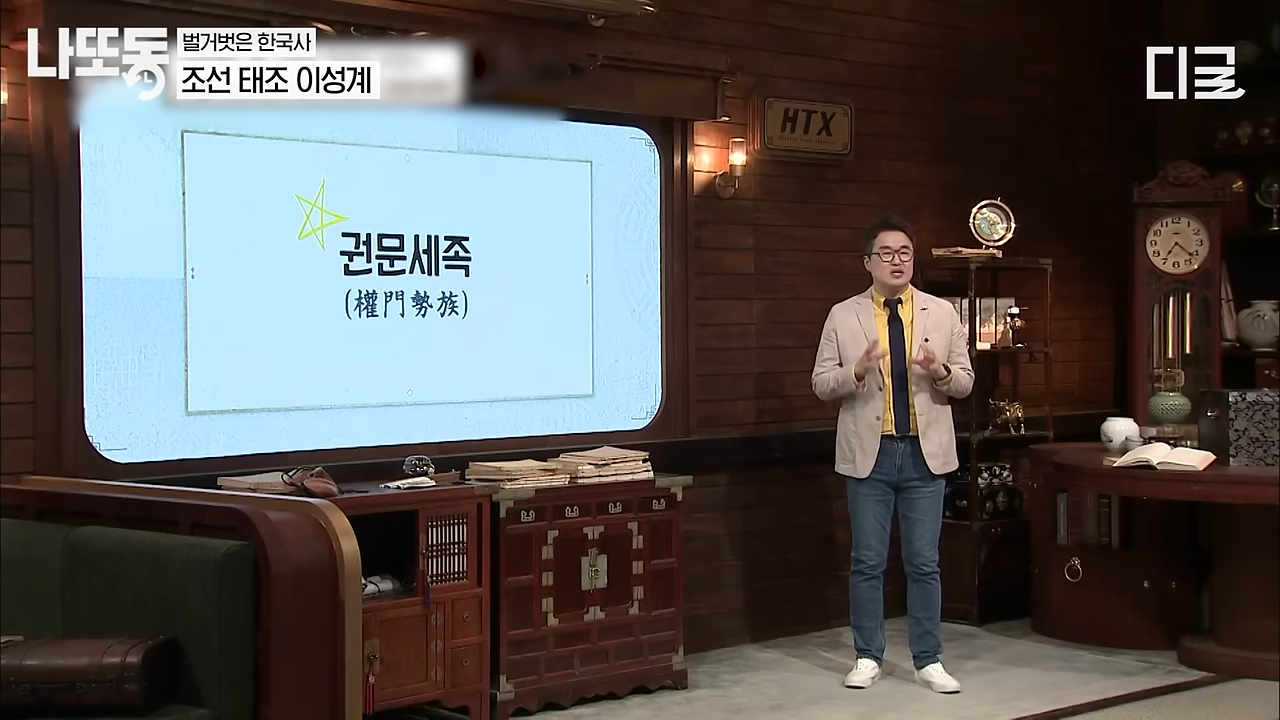 나또동
벌거벗은 한국사
조선 태조 이성계
디글
HTX
권문세족
(權門勢族)